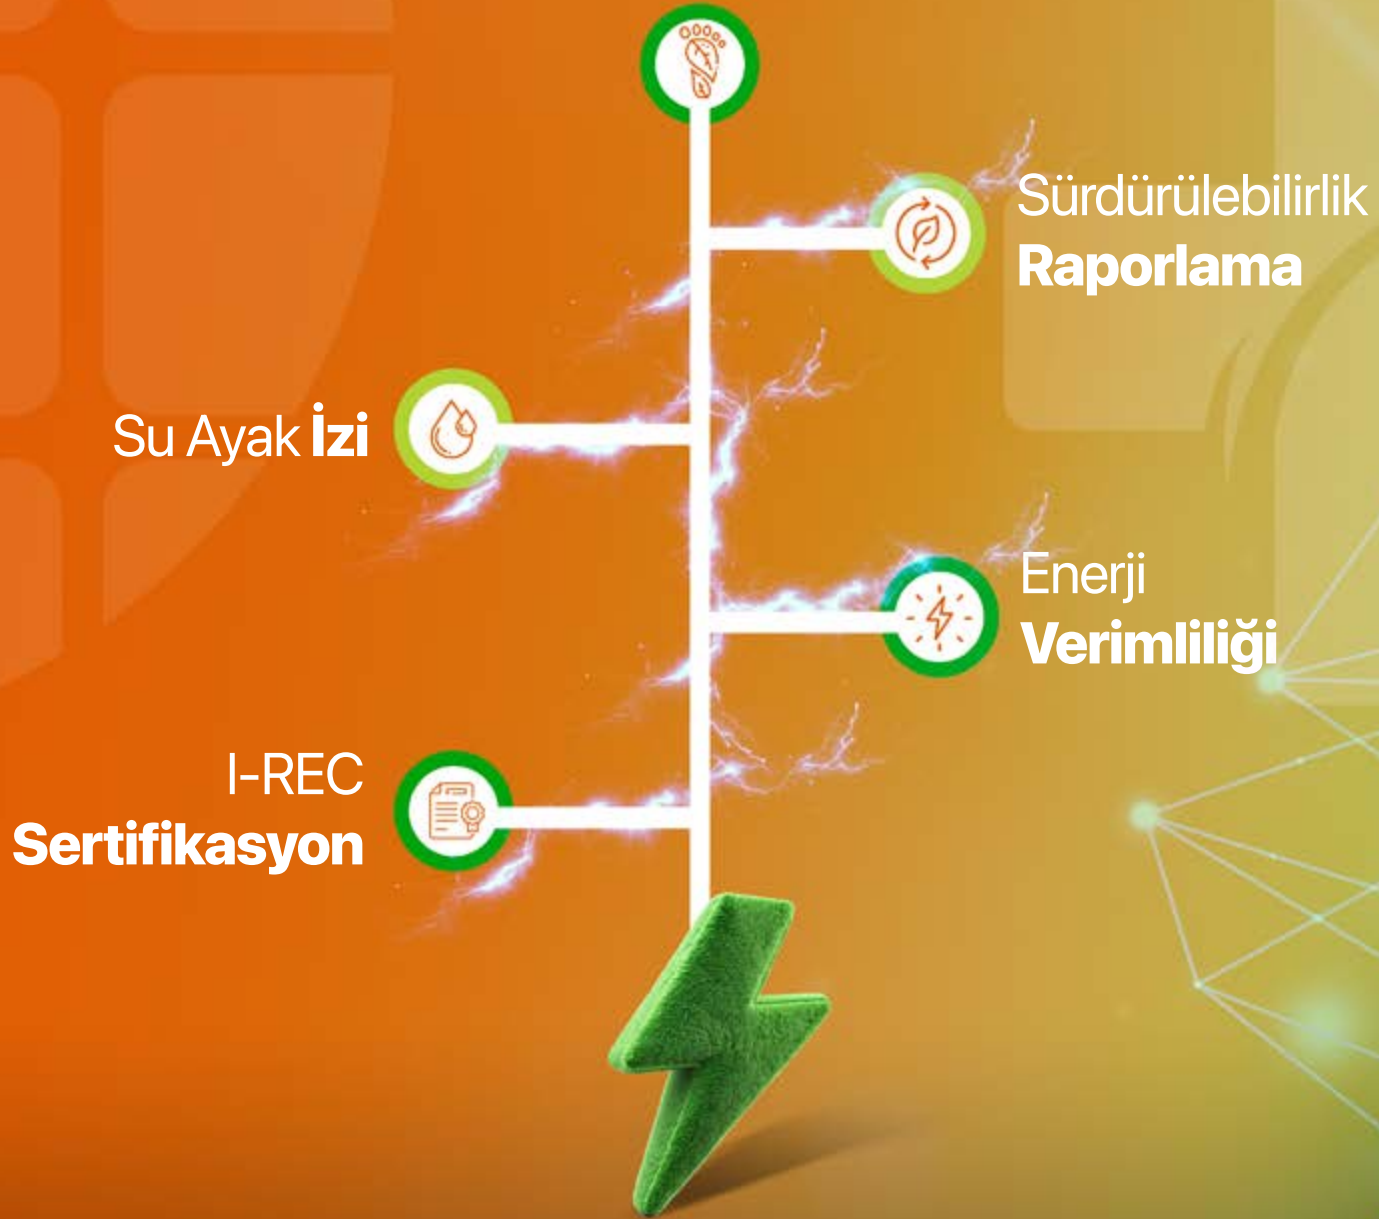 Sürdürülebilirlik
Raporlama
Su Ayak İzi
Enerji
Verimliliği
I-REC
Sertifikasyon